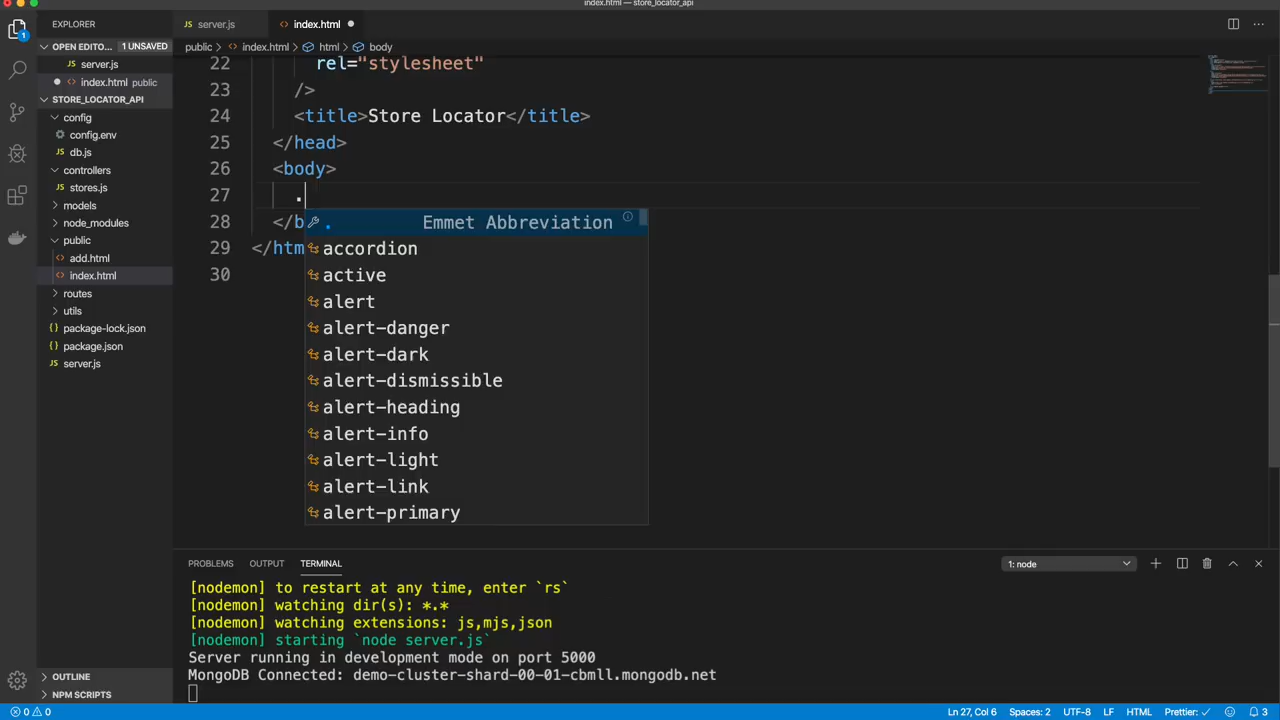 index.html — store_locator_api
EXPLORER
server.js
index.html
OPEN EDITO... 1 UNSAVED
server.js
index.html public
STORE_LOCATOR_API
config
config.env
db.js
controllers
stores.js
models
node_modules
public
add.html
index.html
routes
utils
package-lock.json
package.json
server.js
OUTLINE
NPM SCRIPTS
public > index.html > html > body
22 rel="stylesheet"
23 />
24 <title>Store Locator</title>
25 </head>
26 <body>
27 .
28 </b
29 </htm
30
. Emmet Abbreviation
accordion
active
alert
alert-danger
alert-dark
alert-dismissible
alert-heading
alert-info
alert-light
alert-link
alert-primary
PROBLEMS OUTPUT TERMINAL 1: node
[nodemon] to restart at any time, enter `rs`
[nodemon] watching dir(s): *.*
[nodemon] watching extensions: js,mjs,json
[nodemon] starting `node server.js`
Server running in development mode on port 5000
MongoDB Connected: demo-cluster-shard-00-01-cbmll.mongodb.net
0 0 Ln 27, Col 6 Spaces: 2 UTF-8 LF HTML Prettier: ✓ 3